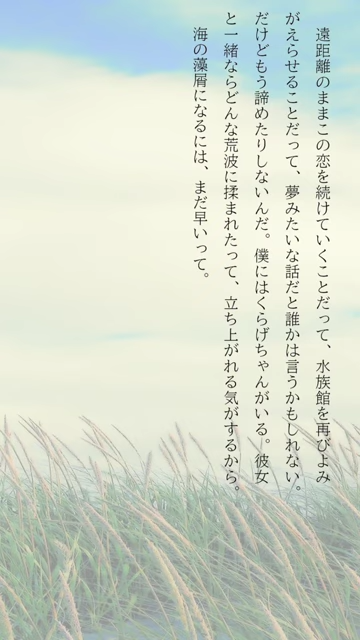 遠距離のままこの恋を続けていくことだって、水族館を再びよみ
がえらせることだって、夢みたいな話だと誰かは言うかもしれない。
だけどもう諦めたりしないんだ。僕にはくらげちゃんがいる。彼女
と一緒ならどんな荒波に揉まれたって、立ち上がれる気がするから。
海の藻屑になるには、まだ早いって。